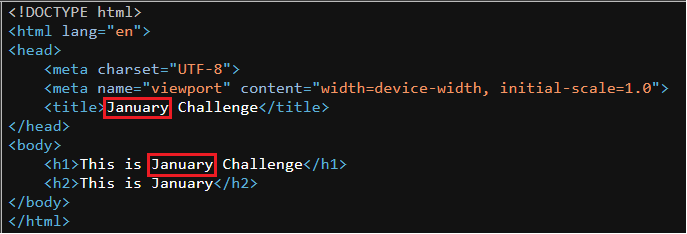 <!DOCTYPE html>
<html lang="en">
<head>
    <meta charset="UTF-8">
    <meta name="viewport" content="width=device-width, initial-scale=1.0">
    <title>January Challenge</title>
</head>
<body>
    <h1>This is January Challenge</h1>
    <h2>This is January</h2>
</body>
</html>